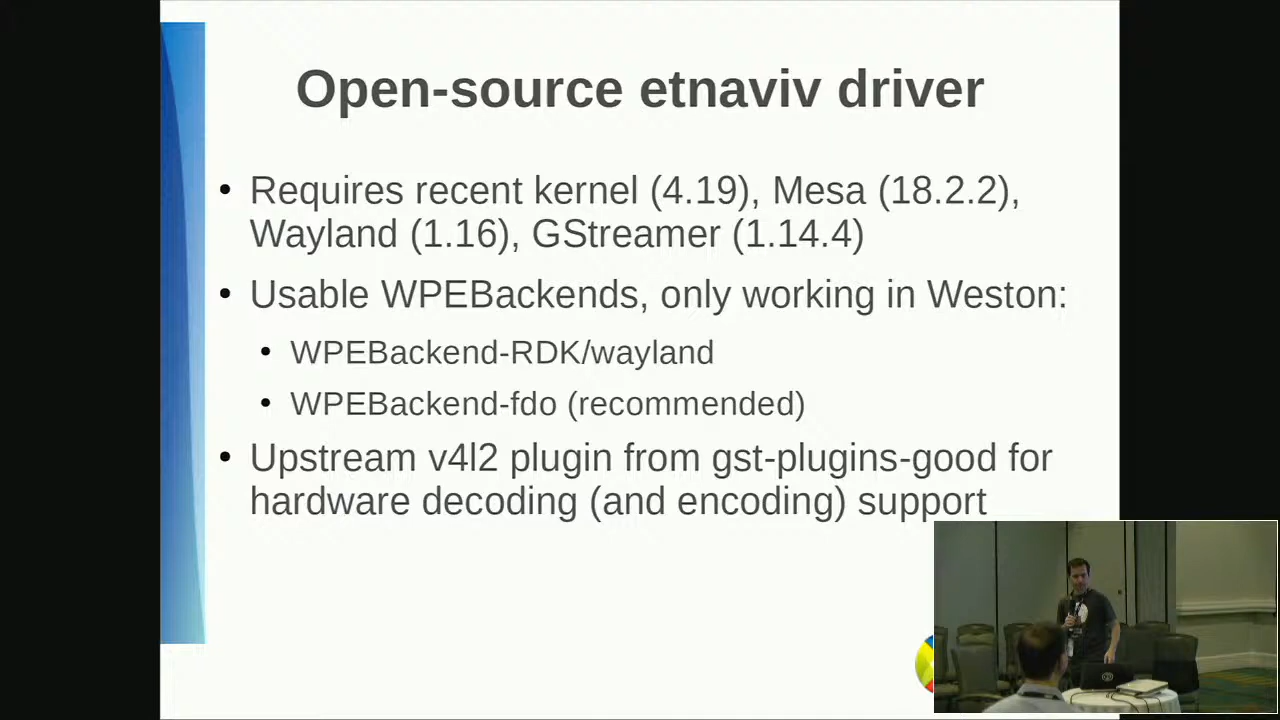 Open-source etnaviv driver
• Requires recent kernel (4.19), Mesa (18.2.2),
Wayland (1.16), GStreamer (1.14.4)
• Usable WPEBackends, only working in Weston:
• WPEBackend-RDK/wayland
• WPEBackend-fdo (recommended)
• Upstream v4l2 plugin from gst-plugins-good for
hardware decoding (and encoding) support